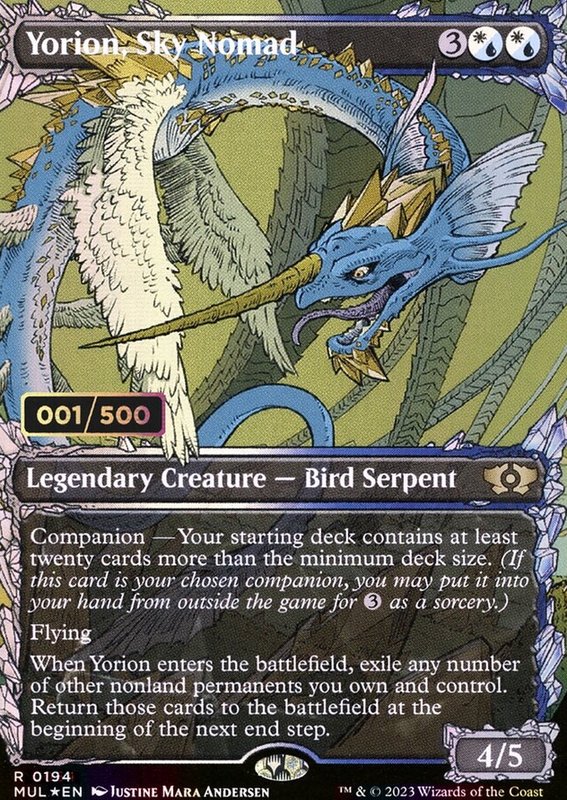 Yorion, Sky Nomad 3
001/500
Legendary Creature — Bird Serpent
Companion — Your starting deck contains at least
twenty cards more than the minimum deck size. (If
this card is your chosen companion, you may put it into
your hand from outside the game for 3 as a sorcery.)
Flying
When Yorion enters the battlefield, exile any number
of other nonland permanents you own and control.
Return those cards to the battlefield at the
beginning of the next end step.
4/5
R 0194
MUL★EN Justine Mara Andersen ™ & © 2023 Wizards of the Coast